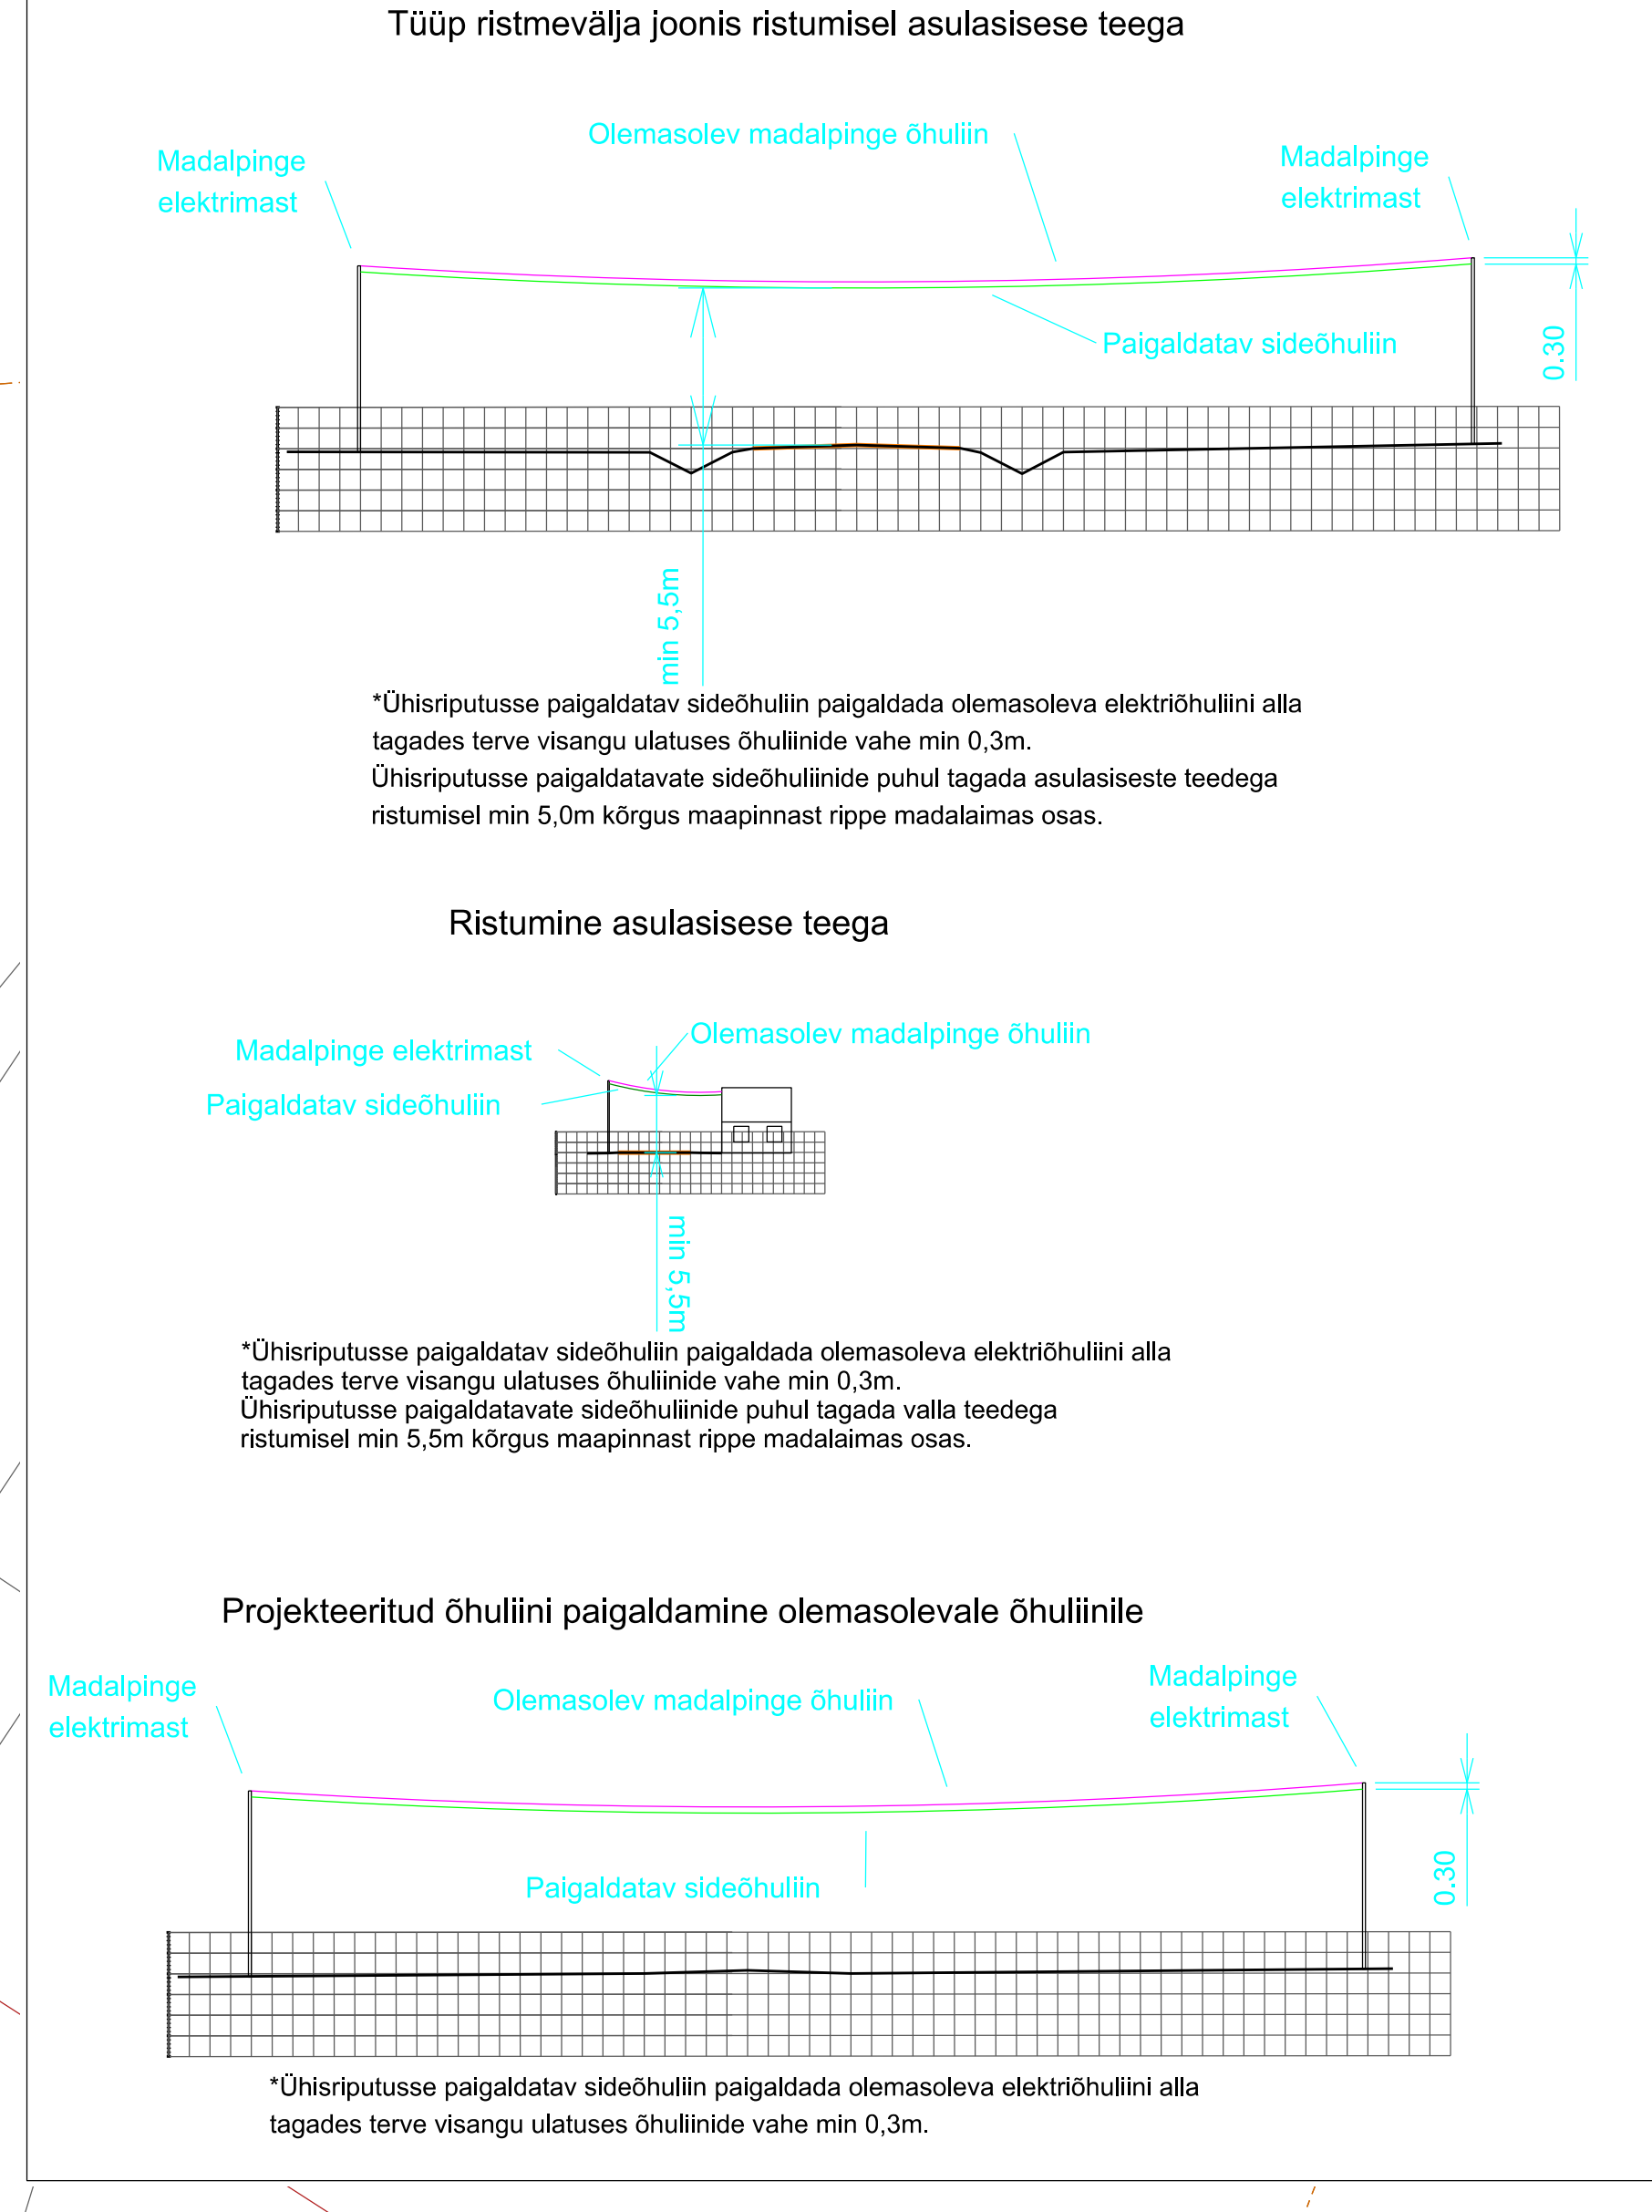 Tüüp ristmevälja joonis ristumisel asulasisese teega
Olemasolev madalpinge õhuliin
Madalpinge
elektrimast
Madalpinge
elektrimast
Paigaldatav sideõhuliin
0.30
min 5,5m
*Ühisriputusse paigaldatav sideõhuliin paigaldada olemasoleva elektriõhuliini alla
tagades terve visangu ulatuses õhuliinide vahe min 0,3m.
Ühisriputusse paigaldatavate sideõhuliinide puhul tagada asulasiseste teedega
ristumisel min 5,0m kõrgus maapinnast rippe madalaimas osas.
Ristumine asulasisese teega
Olemasolev madalpinge õhuliin
Madalpinge elektrimast
Paigaldatav sideõhuliin
min 5,5m
*Ühisriputusse paigaldatav sideõhuliin paigaldada olemasoleva elektriõhuliini alla
tagades terve visangu ulatuses õhuliinide vahe min 0,3m.
Ühisriputusse paigaldatavate sideõhuliinide puhul tagada valla teedega
ristumisel min 5,5m kõrgus maapinnast rippe madalaimas osas.
Projekteeritud õhuliini paigaldamine olemasolevale õhuliinile
Madalpinge
elektrimast
Olemasolev madalpinge õhuliin
Madalpinge
elektrimast
Paigaldatav sideõhuliin
0.30
*Ühisriputusse paigaldatav sideõhuliin paigaldada olemasoleva elektriõhuliini alla
tagades terve visangu ulatuses õhuliinide vahe min 0,3m.